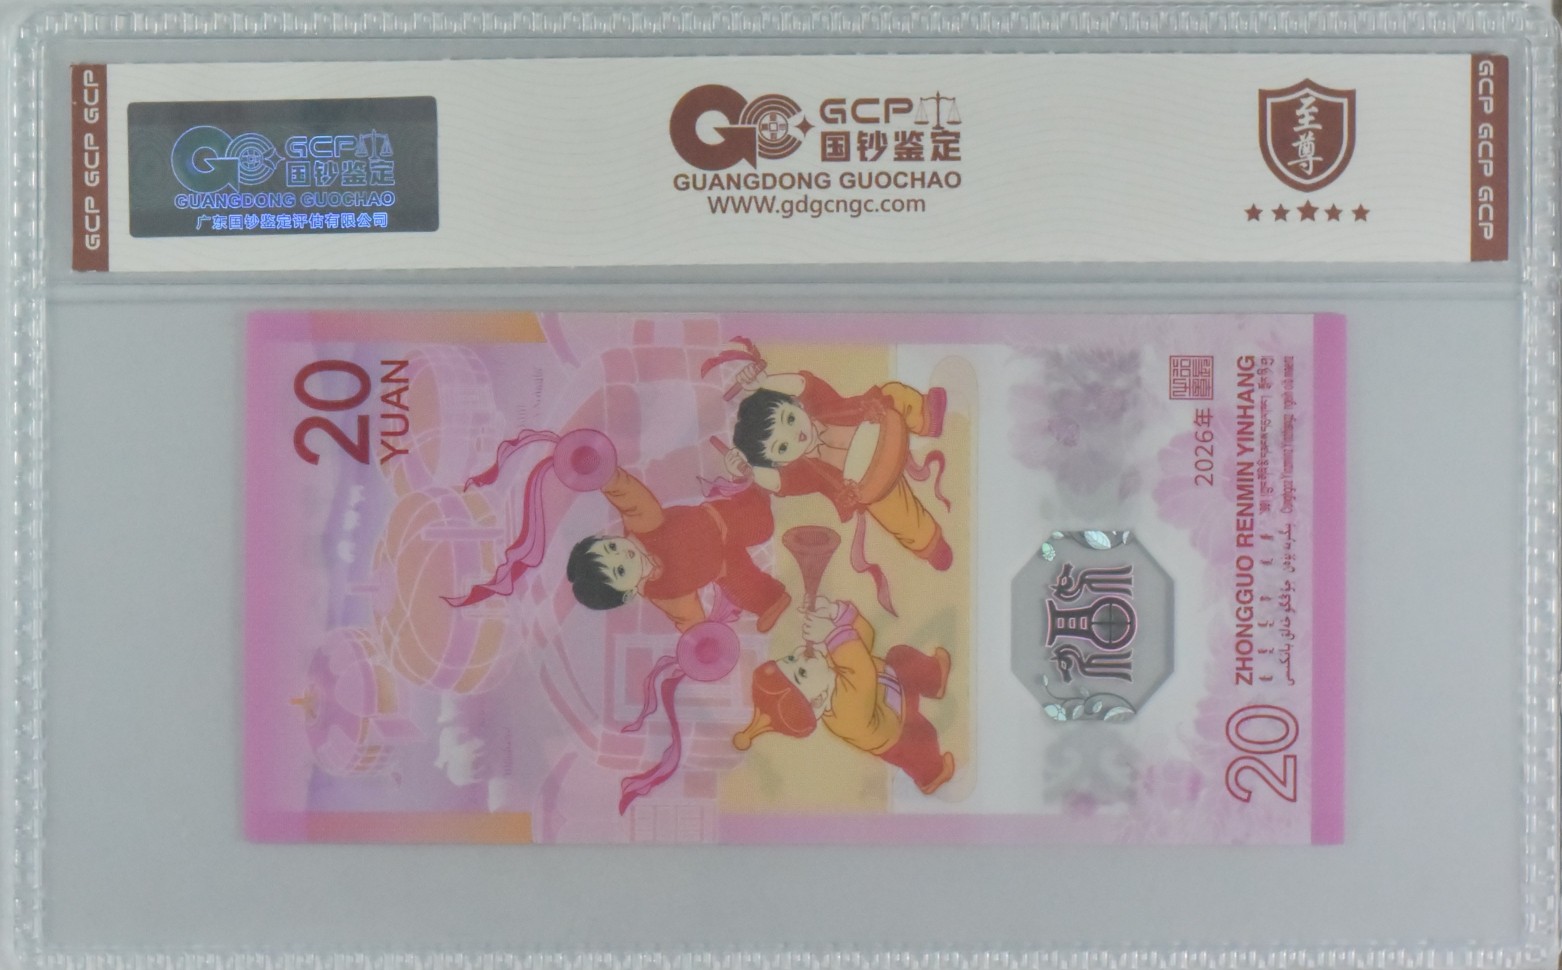 GCP GCP GCP
GCP
国钞鉴定
GUANGDONG GUOCHAO
广东国钞鉴定评估有限公司
GCP
国钞鉴定
GUANGDONG GUOCHAO
WWW.gdgcngc.com
至尊
GCP GCP GCP
20
YUAN
2026年
ZHONGGUO RENMIN YINHANG
20